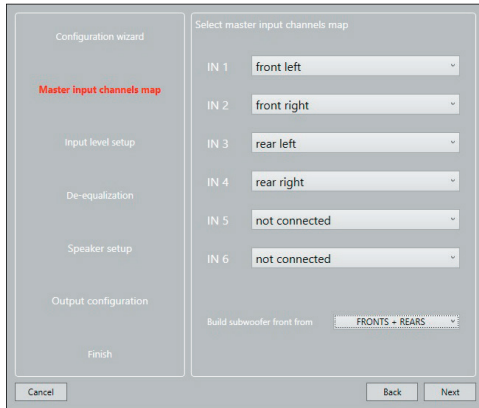 Configuration wizard
Master input channels map
Input level setup
De-equalization
Speaker setup
Output configuration
Finish
Select master input channels map
IN 1 front left
IN 2 front right
IN 3 rear left
IN 4 rear right
IN 5 not connected
IN 6 not connected
Build subwoofer front from FRONTS + REARS
Cancel Back Next